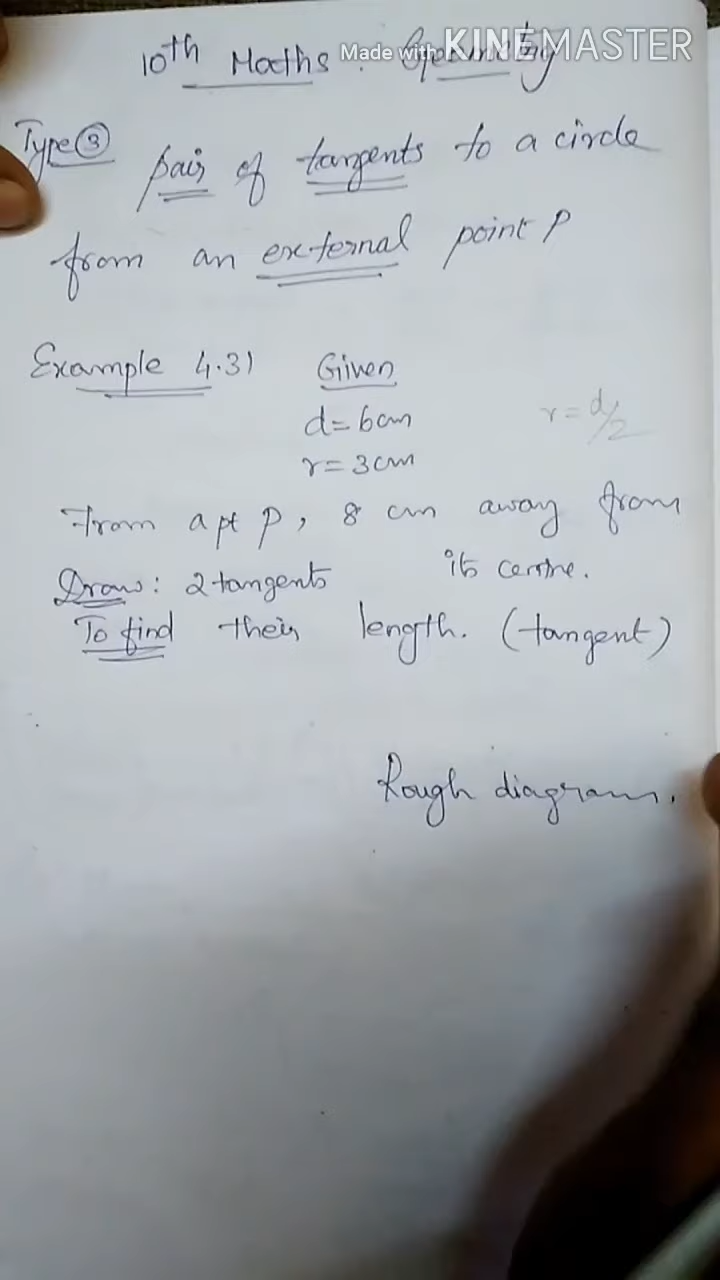 10th Maths : Geometry
Made with KINEMASTER
Type ③
pair of tangents to a circle
from an external point P
Example 4.31 Given
d = 6cm r = d/2
r = 3cm
From a pt P, 8 cm away from
its centre.
Draw: 2 tangents
To find their length. (tangent)
Rough diagram.